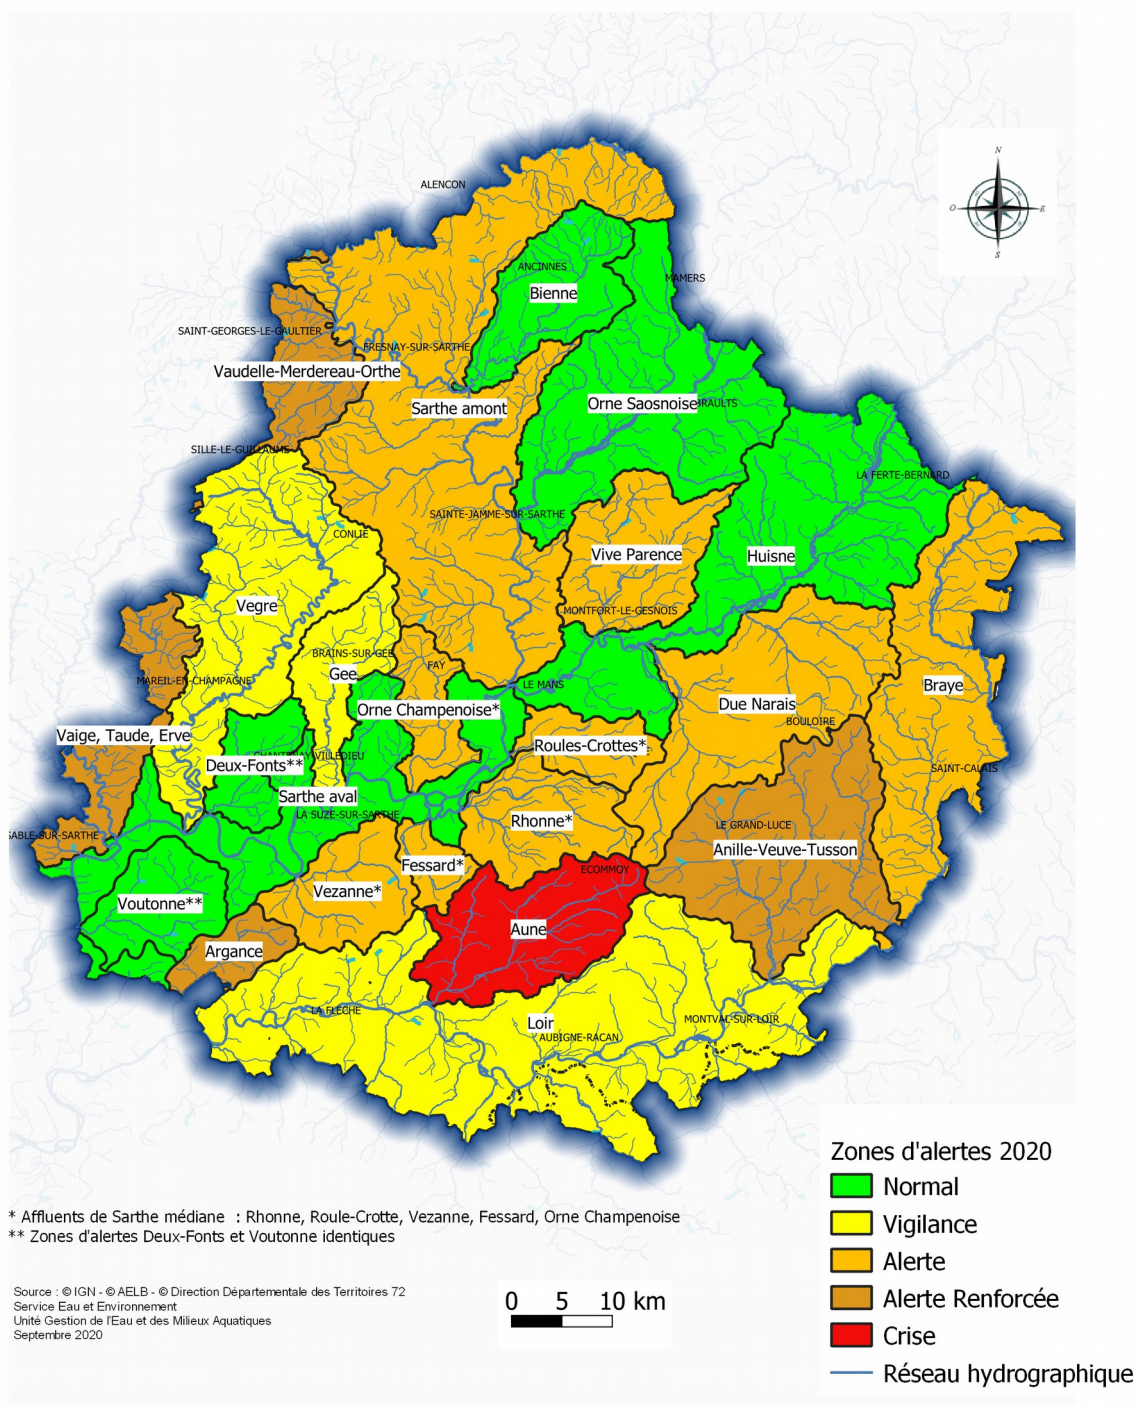 N
O
E
S
ALENCON
ANCINNES
MAMERS
Bienne
SAINT-GEORGES-LE-GAULTIER
FRESNAY-SUR-SARTHE
Vaudelle-Merdereau-Orthe
Sarthe amont
Orne Saosnoise
RAULTS
SILLE-LE-GUILLAUME
LA FERTE-BERNARD
SAINTE-JAMME-SUR-SARTHE
CONLIE
Vive Parence
Huisne
Vegre
MONTFORT-LE-GESNOIS
BRAINS-SUR-GEE
FAY
Gee
MAREIL-EN-CHAMPAGNE
LE MANS
Braye
Orne Champenoise*
Due Narais
BOULOIRE
Vaige, Taude, Erve
Roules-Crottes*
CHANTENAY-VILLEDIEU
Deux-Fonts**
SAINT-CALAIS
Sarthe aval
LA SUZE-SUR-SARTHE
Rhonne*
LE GRAND-LUCE
SABLE-SUR-SARTHE
Anille-Veuve-Tusson
Fessard*
ECOMMOY
Vezanne*
Voutonne**
Aune
Argance
LA FLECHE
Loir
MONTVAL-SUR-LOIR
AUBIGNE-RACAN
Zones d'alertes 2020
Normal
Vigilance
Alerte
Alerte Renforcée
Crise
Réseau hydrographique
* Affluents de Sarthe médiane : Rhonne, Roule-Crotte, Vezanne, Fessard, Orne Champenoise
** Zones d'alertes Deux-Fonts et Voutonne identiques
Source : © IGN - © AELB - © Direction Départementale des Territoires 72
Service Eau et Environnement
Unité Gestion de l'Eau et des Milieux Aquatiques
Septembre 2020
0 5 10 km